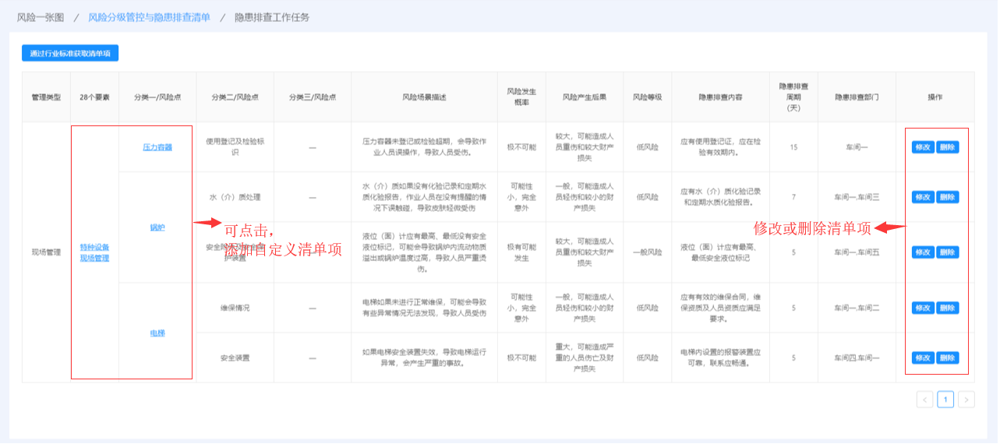 风险一张图 / 风险分级管控与隐患排查清单 / 隐患排查工作任务
通过行业标准获取清单项
管理类型 28个要素 分类一/风险点 分类二/风险点 分类三/风险点 风险场景描述 风险发生概率 风险产生后果 风险等级 隐患排查内容 隐患排查周期（天） 隐患排查部门 操作
现场管理
特种设备
现场管理
压力容器
使用登记及检验标
识
—
压力容器未登记或检验超期，会导致作
业人员误操作，导致人员受伤。
极不可能
较大，可能造成人
员重伤和较大财产
损失
低风险
应有使用登记证，应在检
验有效期内。
15
车间一
修改 删除
锅炉
水（介）质处理
—
水（介）质如果没有化验记录和定期水
质化验报告，作业人员在没有提醒的情
况下误触碰，导致皮肤轻微受伤
可能性
小，完全
意外
一般，可能造成人
员轻伤和较小的财
产损失
低风险
应有水（介）质化验记录
和定期水质化验报告。
7
车间一,车间三
修改 删除
可点击，
添加自定义清单项
修改或删除清单项
液位（面）计应有最高、最低没有安全
液位标记，可能会导致锅炉内流动物质
溢出或锅炉温度过高，导致人员严重烫
伤。
极有可能
发生
较大，可能造成人
员重伤和较大财产
损失
一般风险
液位（面）计应有最高、
最低安全液位标记
5
车间一,车间五
修改 删除
电梯
维保情况
—
电梯如果未进行正常维保，可能会导致
有些异常情况无法发现，导致人员受伤
可能性
小，完全
意外
一般，可能造成人
员轻伤和较小的财
产损失
低风险
应有有效的维保合同，维
保资质及人员资质应满足
要求。
5
车间一,车间二
修改 删除
安全装置
—
如果电梯安全装置失效，导致电梯运行
异常，会产生严重的事故。
极不可能
重大，可能造成严
重的人员伤亡及财
产损失
低风险
电梯内设置的报警装置应
可靠，联系应畅通。
5
车间四,车间一
修改 删除
< 1 >